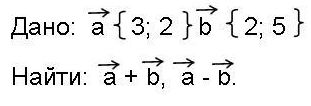 Дано: a⃗ {3; 2} b⃗ {2; 5}
Найти: a⃗ + b⃗, a⃗ - b⃗.